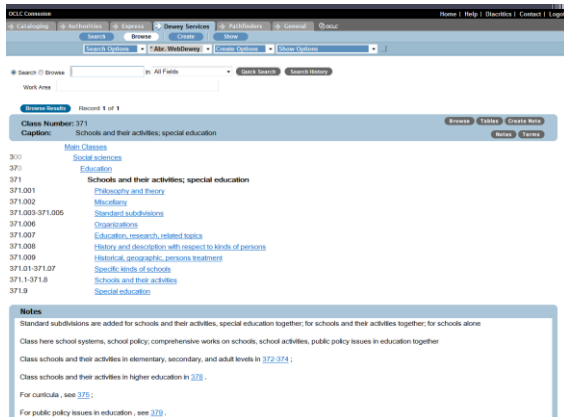 OCLC Connexion
Home | Help | Diacritics | Contact | Logo
Cataloging Authorities Express Dewey Services Pathfinders General OCLC
Search Browse Create Show
Search Options * Abr. WebDewey Create Options Show Options
Search Browse in All Fields Quick Search Search History
Work Area
Browse Results Record 1 of 1
Class Number: 371 Browse Tables Create Note
Caption: Schools and their activities; special education Notes Terms
Main Classes
300 Social sciences
370 Education
371 Schools and their activities; special education
371.001 Philosophy and theory
371.002 Miscellany
371.003-371.005 Standard subdivisions
371.006 Organizations
371.007 Education, research, related topics
371.008 History and description with respect to kinds of persons
371.009 Historical, geographic, persons treatment
371.01-371.07 Specific kinds of schools
371.1-371.8 Schools and their activities
371.9 Special education
Notes
Standard subdivisions are added for schools and their activities, special education together; for schools and their activities together; for schools alone
Class here school systems, school policy; comprehensive works on schools, school activities, public policy issues in education together
Class schools and their activities in elementary, secondary, and adult levels in 372-374 ;
Class schools and their activities in higher education in 378 .
For curricula , see 375 ;
For public policy issues in education , see 379 .